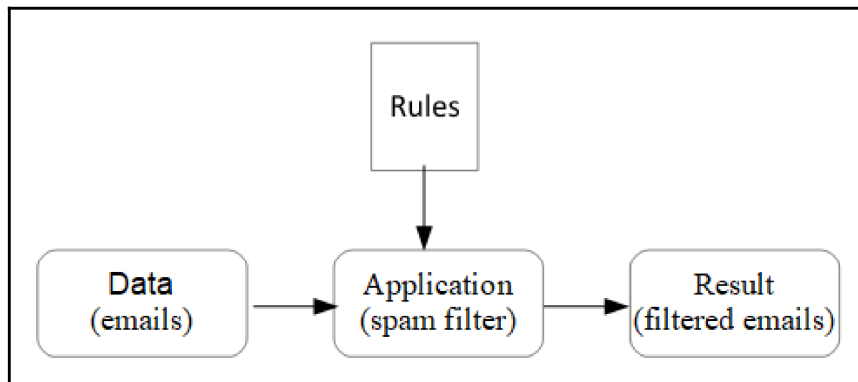 Rules
Data
(emails)
Application
(spam filter)
Result
(filtered emails)